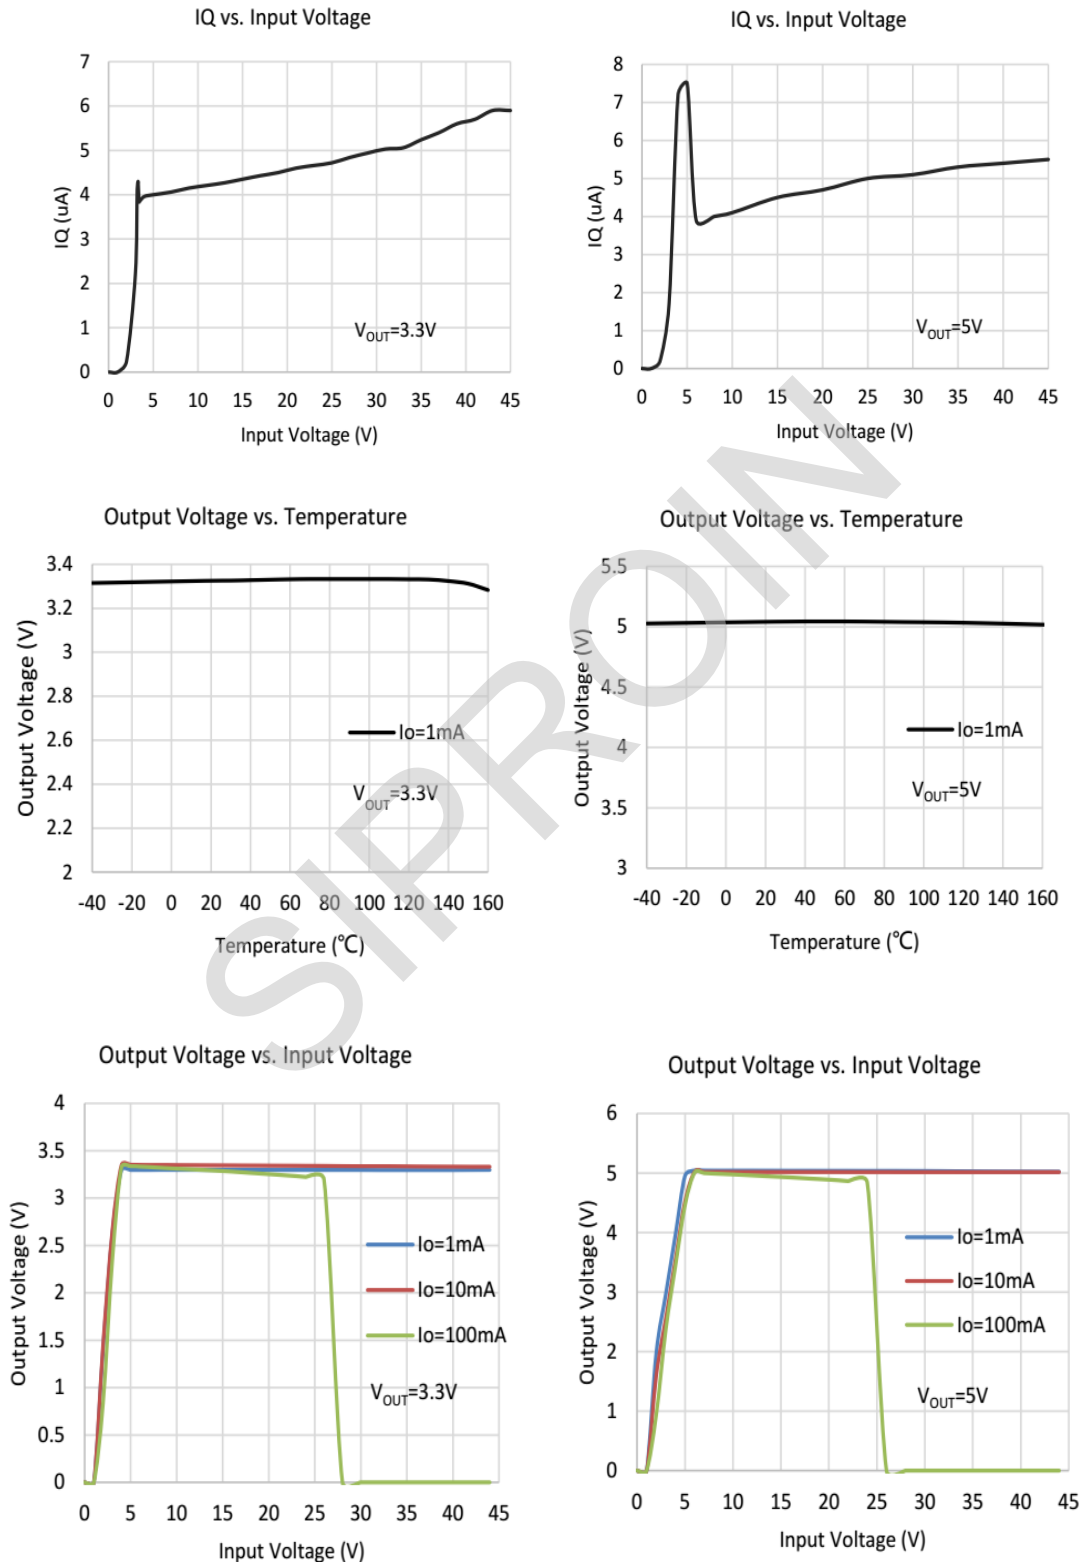 IQ vs. Input Voltage
7
6
5
4
3
2
1
0
IQ (uA)
V_OUT=3.3V
0 5 10 15 20 25 30 35 40 45
Input Voltage (V)
IQ vs. Input Voltage
8
7
6
5
4
3
2
1
0
IQ (uA)
V_OUT=5V
0 5 10 15 20 25 30 35 40 45
Input Voltage (V)
Output Voltage vs. Temperature
3.4
3.2
3
2.8
2.6
2.4
2.2
2
Output Voltage (V)
Io=1mA
V_OUT=3.3V
-40 -20 0 20 40 60 80 100 120 140 160
Temperature (℃)
Output Voltage vs. Temperature
5.5
5
4.5
4
3.5
3
Output Voltage (V)
Io=1mA
V_OUT=5V
-40 -20 0 20 40 60 80 100 120 140 160
Temperature (℃)
Output Voltage vs. Input Voltage
4
3.5
3
2.5
2
1.5
1
0.5
0
Output Voltage (V)
Io=1mA
Io=10mA
Io=100mA
V_OUT=3.3V
0 5 10 15 20 25 30 35 40 45
Input Voltage (V)
Output Voltage vs. Input Voltage
6
5
4
3
2
1
0
Output Voltage (V)
Io=1mA
Io=10mA
Io=100mA
V_OUT=5V
0 5 10 15 20 25 30 35 40 45
Input Voltage (V)
SIPROIN